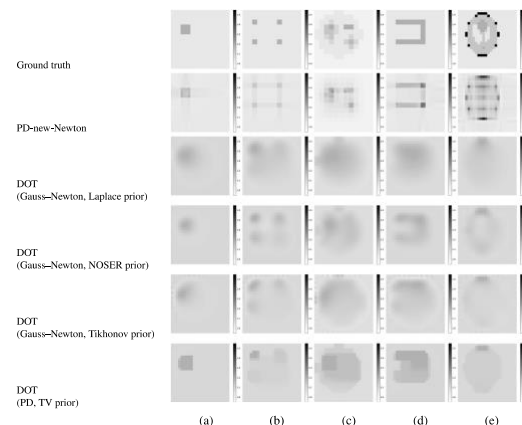 Ground truth
PD-new-Newton
DOT
(Gauss–Newton, Laplace prior)
DOT
(Gauss–Newton, NOSER prior)
DOT
(Gauss–Newton, Tikhonov prior)
DOT
(PD, TV prior)
(a) (b) (c) (d) (e)